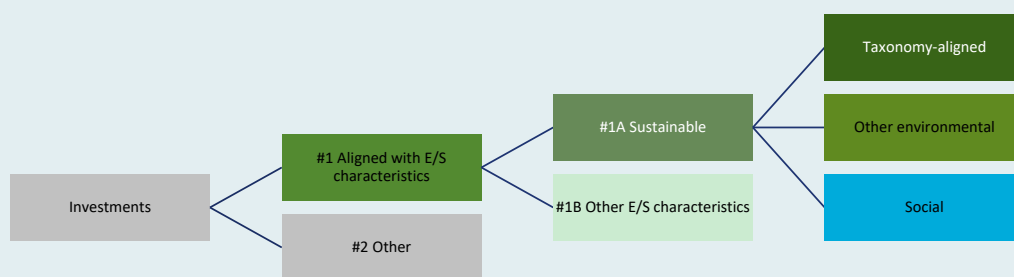 Investments
#1 Aligned with E/S
characteristics
#2 Other
#1A Sustainable
#1B Other E/S characteristics
Taxonomy-aligned
Other environmental
Social